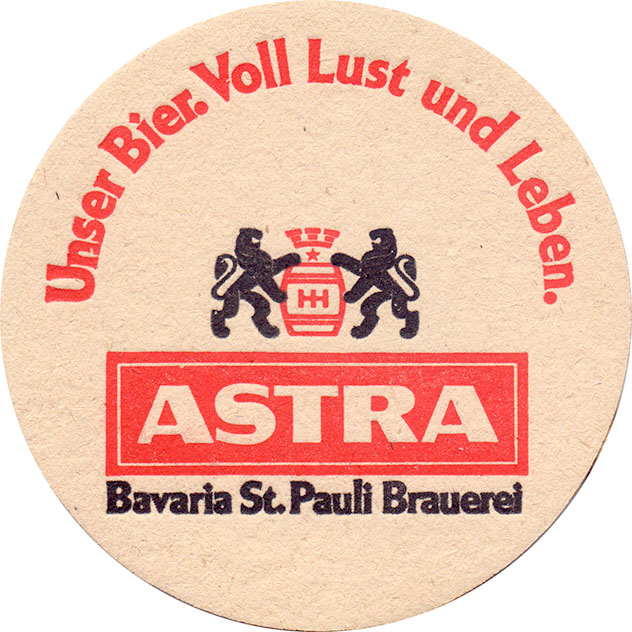 Unser Bier. Voll Lust und Leben.
HH
ASTRA
Bavaria St. Pauli Brauerei